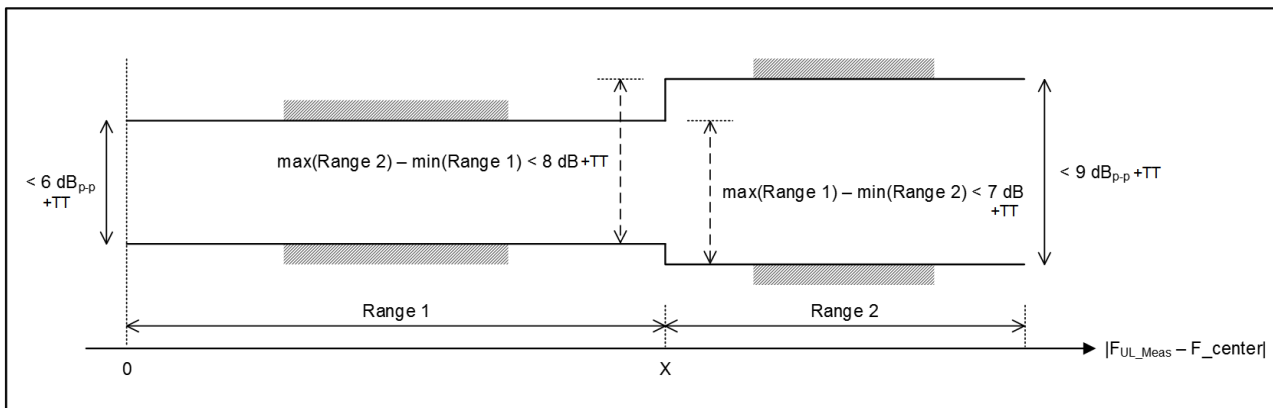 max(Range 2) – min(Range 1) < 8 dB +TT
< 6 dBp-p
+TT
< 9 dBp-p +TT
max(Range 1) – min(Range 2) < 7 dB
+TT
Range 1
Range 2
|FUL_Meas – F_center|
0
X